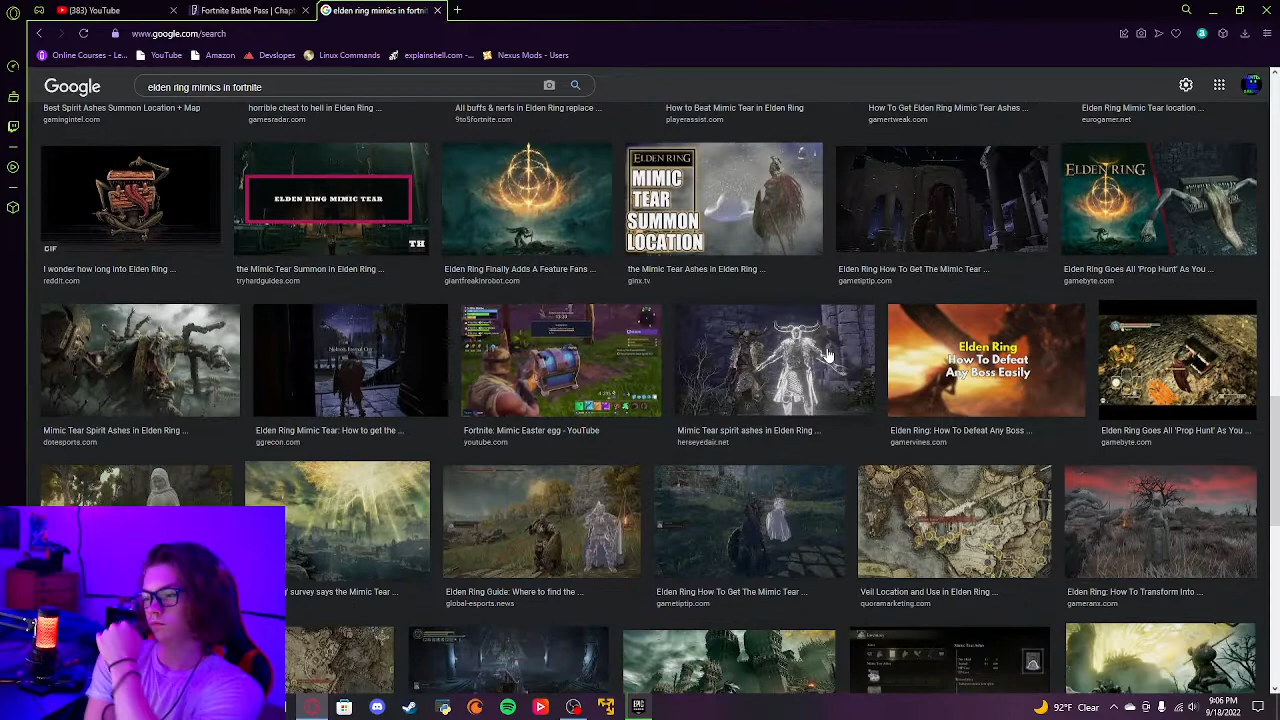 (383) YouTube
Fortnite Battle Pass | Chapt
elden ring mimics in fortni
www.google.com/search
Online Courses - Le...
YouTube
Amazon
Developes
Linux Commands
explainshell.com -...
Nexus Mods - Users
Google
elden ring mimics in fortnite
Best Spirit Ashes Summon Location + Map
horrible chest to hell in Elden Ring ...
All buffs & nerfs in Elden Ring replace ...
How to Beat Mimic Tear in Elden Ring
How To Get Elden Ring Mimic Tear Ashes ...
Elden Ring Mimic Tear location ...
gamingintel.com
gamesradar.com
9to5fortnite.com
playerassist.com
gamertweak.com
eurogamer.net
GIF
ELDEN RING MIMIC TEAR
TH
ELDEN RING
MIMIC
TEAR
SUMMON
LOCATION
ELDEN RING
I wonder how long into Elden Ring ...
the Mimic Tear Summon in Elden Ring ...
Elden Ring Finally Adds A Feature Fans ...
the Mimic Tear Ashes in Elden Ring ...
Elden Ring How To Get The Mimic Tear ...
Elden Ring Goes All 'Prop Hunt' As You ...
reddit.com
tryhardguides.com
giantfreakinrobot.com
ginx.tv
gametiptip.com
gamebyte.com
Elden Ring
How To Defeat
Any Boss Easily
Mimic Tear Spirit Ashes in Elden Ring ...
Elden Ring Mimic Tear: How to get the ...
Fortnite: Mimic Easter egg - YouTube
Mimic Tear spirit ashes in Elden Ring ...
Elden Ring: How To Defeat Any Boss ...
Elden Ring Goes All 'Prop Hunt' As You ...
dotesports.com
ggrecon.com
youtube.com
herseyedair.net
gamervines.com
gamebyte.com
survey says the Mimic Tear ...
Elden Ring Guide: Where to find the ...
Elden Ring How To Get The Mimic Tear ...
Veil Location and Use in Elden Ring ...
Elden Ring: How To Transform Into ...
global-esports.news
gametiptip.com
quoramarketing.com
gameranx.com
92°F
9:06 PM
9/18/2022